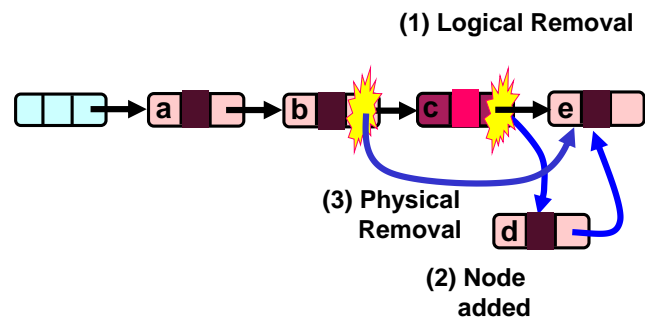 (1) Logical Removal
a
b
c
e
(3) Physical
Removal
d
(2) Node
added